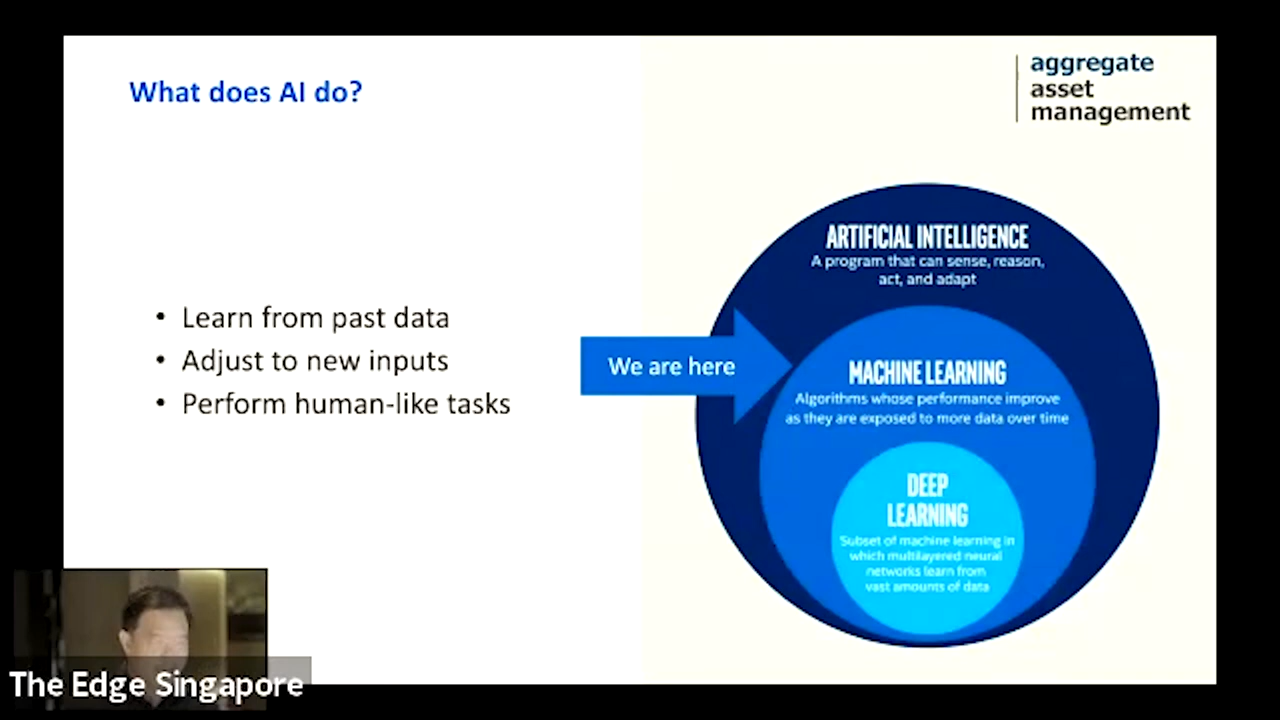 What does AI do?
aggregate
asset
management
• Learn from past data
• Adjust to new inputs
• Perform human-like tasks
We are here
ARTIFICIAL INTELLIGENCE
A program that can sense, reason,
act, and adapt
MACHINE LEARNING
Algorithms whose performance improve
as they are exposed to more data over time
DEEP
LEARNING
Subset of machine learning in
which multilayered neural
networks learn from
vast amounts of data
The Edge Singapore